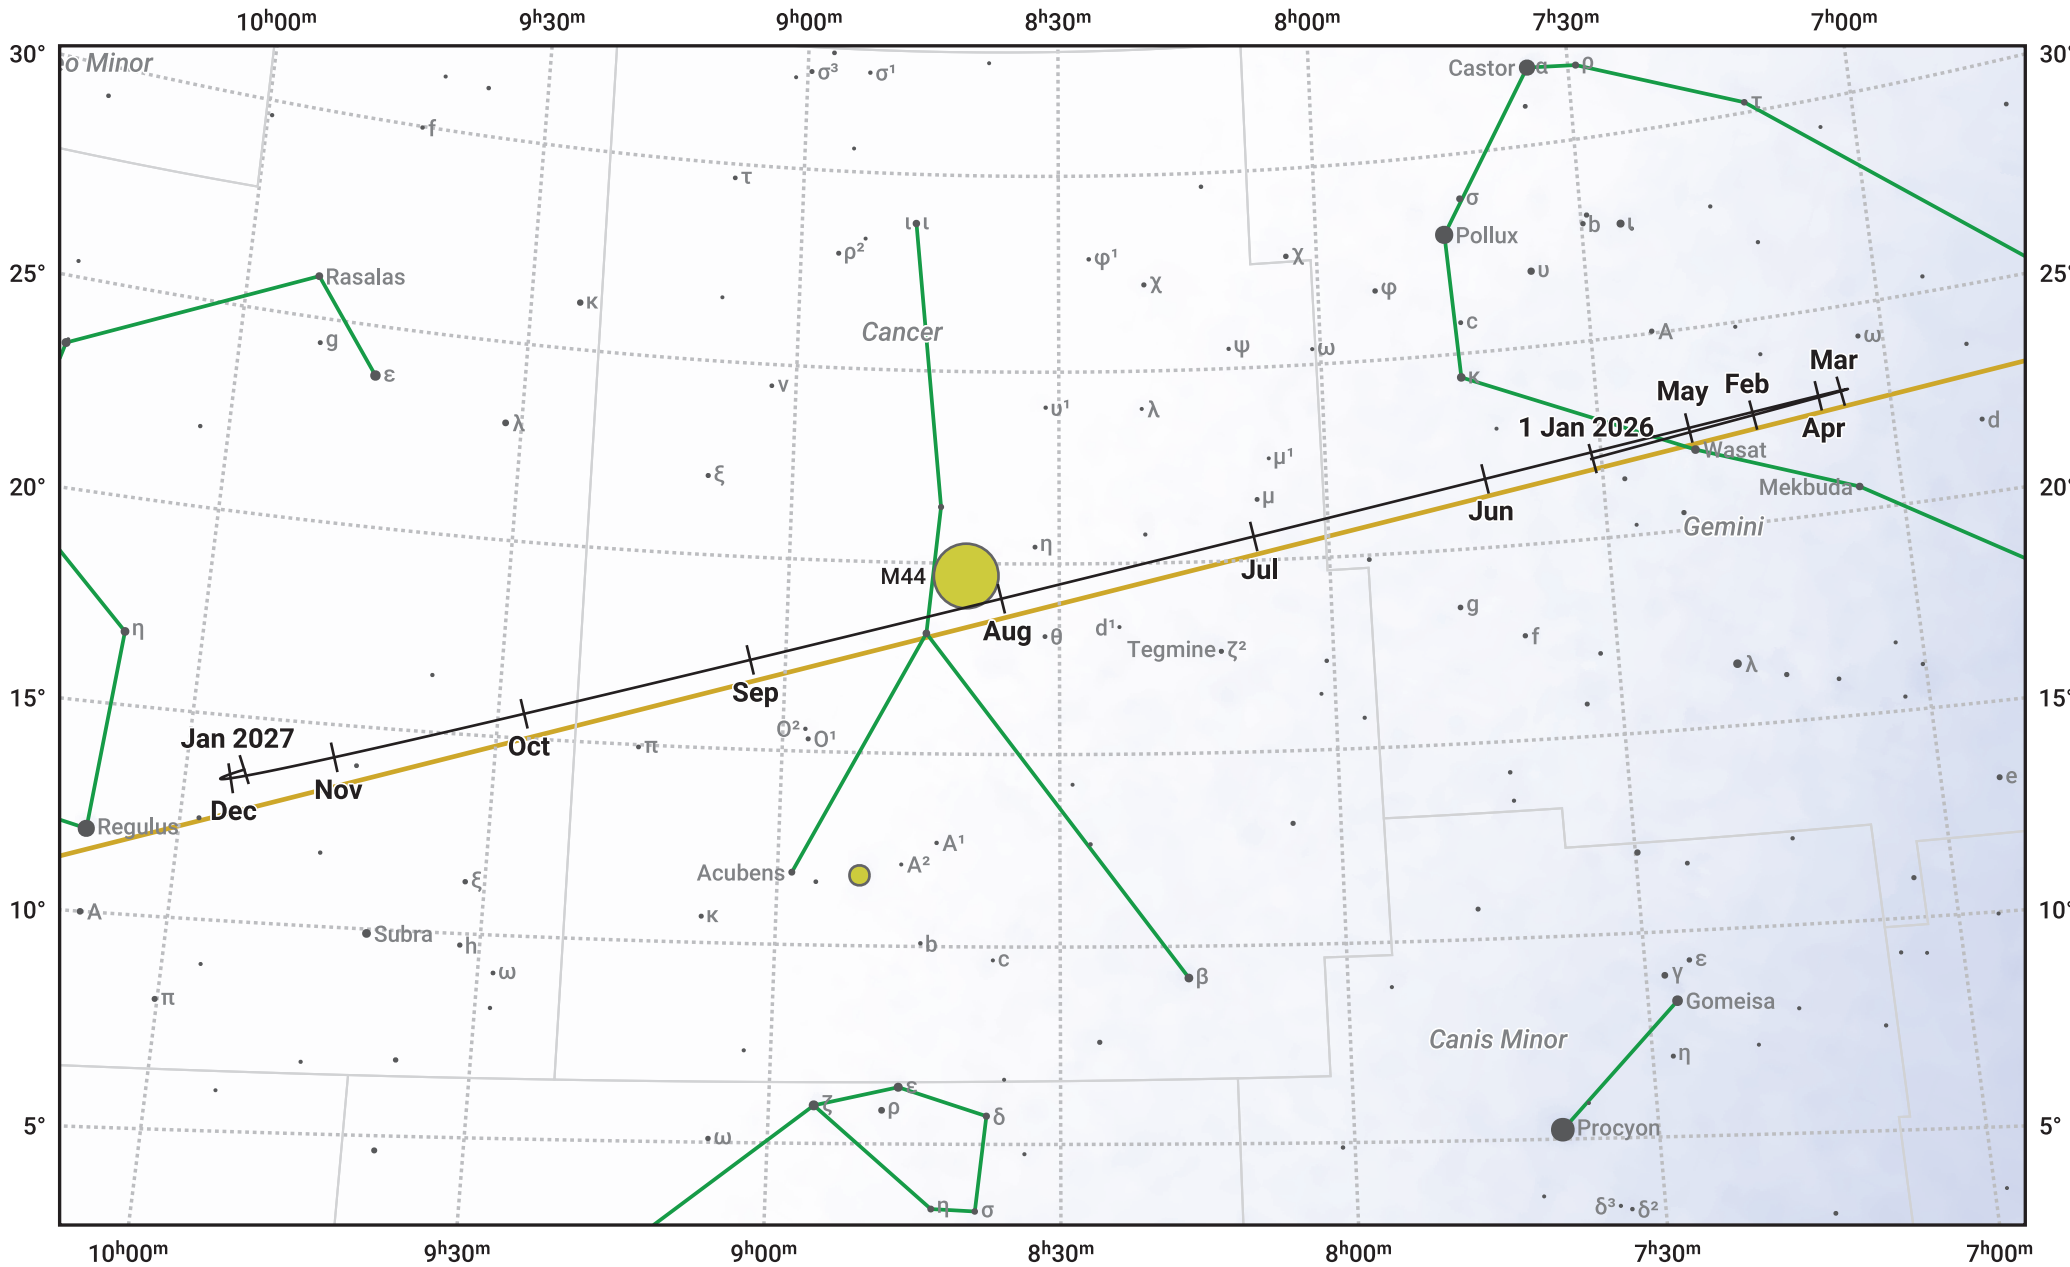 10ʰ00ᵐ 9ʰ30ᵐ 9ʰ00ᵐ 8ʰ30ᵐ 8ʰ00ᵐ 7ʰ30ᵐ 7ʰ00ᵐ
30° o Minor σ³ σ¹ Castor α ρ 30°
τ
f
τ
σ
ι ι b ι
Pollux
ρ² φ¹ χ
25° Rasalas χ φ υ 25°
κ
c
Cancer A ω
g ψ ω
Mar
ε ν κ
May Feb
υ¹ λ
λ 1 Jan 2026 Apr d
Wasat
μ¹
ξ
20° μ Mekbuda 20°
Jun
Gemini
η
M44 Jul
g
η Aug θ d¹ f
Tegmine ζ² λ
Sep
15° 15°
Jan 2027 π O² O¹
Oct
e
Nov
Dec
Regulus
A¹
Acubens A²
ξ
10° A κ 10°
Subra h b
c ε
ω β γ
π Gomeisa
Canis Minor
η
ε
ζ ρ δ
5° ω Procyon 5°
η σ δ³ δ²
10ʰ00ᵐ 9ʰ30ᵐ 9ʰ00ᵐ 8ʰ30ᵐ 8ʰ00ᵐ 7ʰ30ᵐ 7ʰ00ᵐ